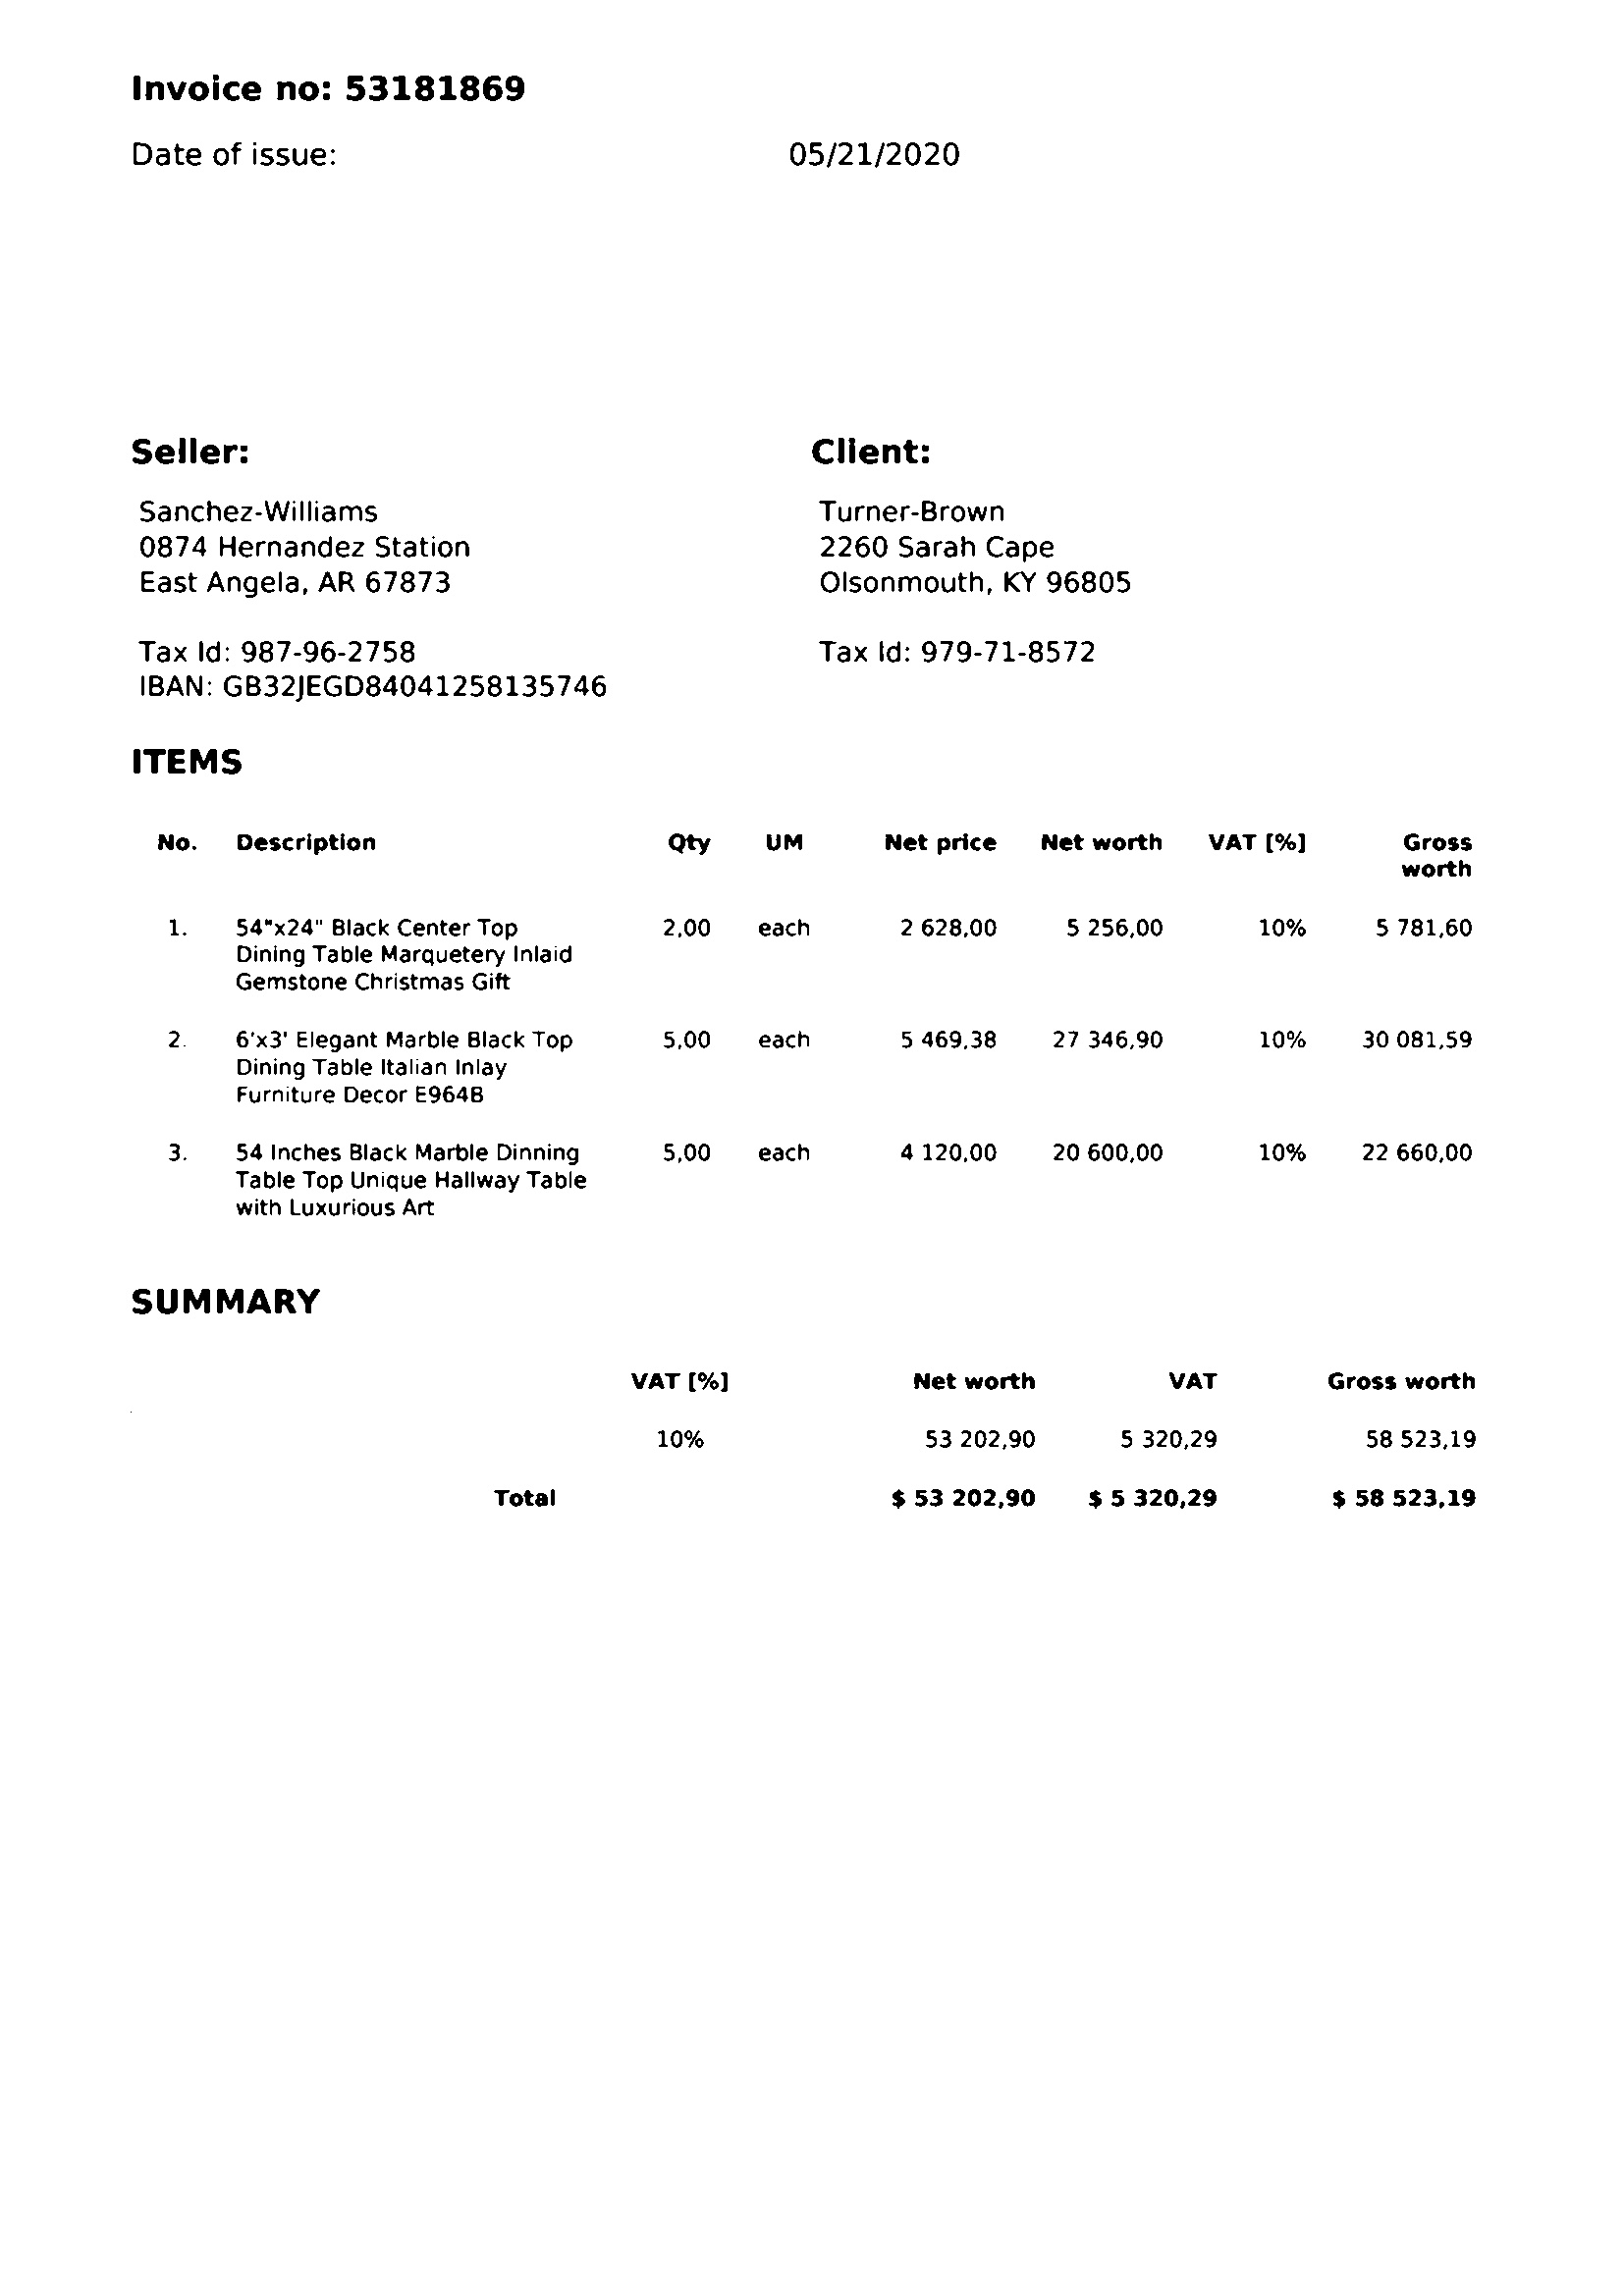 Invoice no: 53181869
Date of issue: 05/21/2020
Seller: Client:
Sanchez-Williams Turner-Brown
0874 Hernandez Station 2260 Sarah Cape
East Angela, AR 67873 Olsonmouth, KY 96805
Tax Id: 987-96-2758 Tax Id: 979-71-8572
IBAN: GB32JEGD84041258135746
ITEMS
No. Description Qty UM Net price Net worth VAT [%] Gross
worth
1. 54"x24" Black Center Top 2,00 each 2 628,00 5 256,00 10% 5 781,60
Dining Table Marquetery Inlaid
Gemstone Christmas Gift
2. 6'x3' Elegant Marble Black Top 5,00 each 5 469,38 27 346,90 10% 30 081,59
Dining Table Italian Inlay
Furniture Decor E964B
3. 54 Inches Black Marble Dinning 5,00 each 4 120,00 20 600,00 10% 22 660,00
Table Top Unique Hallway Table
with Luxurious Art
SUMMARY
VAT [%] Net worth VAT Gross worth
10% 53 202,90 5 320,29 58 523,19
Total $ 53 202,90 $ 5 320,29 $ 58 523,19